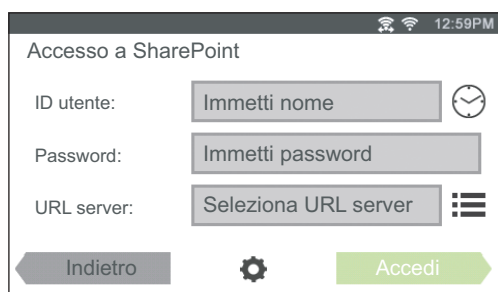 12:59PM
Accesso a SharePoint
ID utente: Immetti nome
Password: Immetti password
URL server: Seleziona URL server
Indietro Accedi